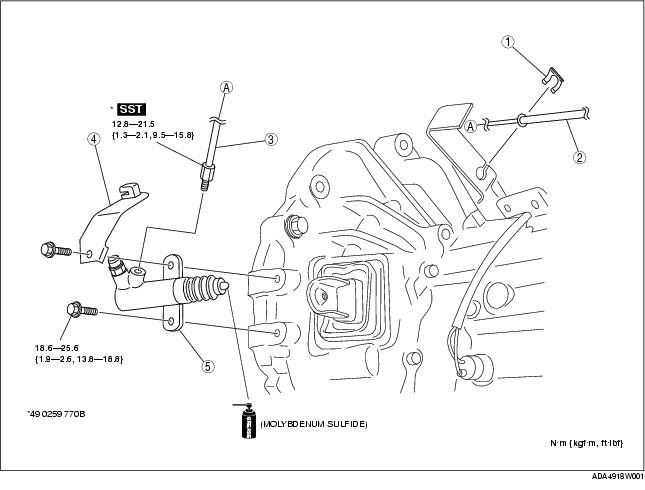 1
A
* SST
12.8—21.5
{1.3—2.1, 9.5—15.8}
3
4
A
2
18.6—25.6
{1.9—2.6, 13.8—18.8}
5
*49 0259 770B
GREASE
(MOLYBDENUM SULFIDE)
N·m {kgf·m, ft·lbf}
ADA4918W001